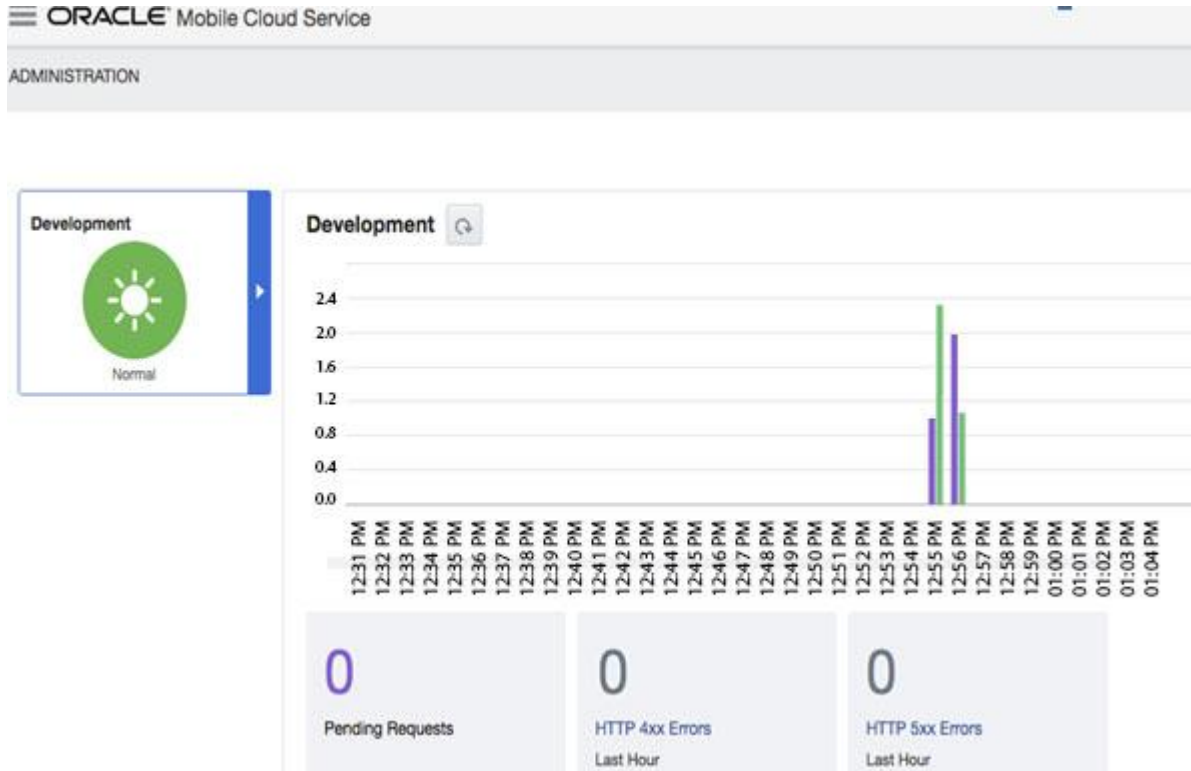 ORACLE Mobile Cloud Service
ADMINISTRATION
Development
Normal
Development
2.4
2.0
1.6
1.2
0.8
0.4
0.0
12:31 PM
12:32 PM
12:33 PM
12:34 PM
12:35 PM
12:36 PM
12:37 PM
12:38 PM
12:39 PM
12:40 PM
12:41 PM
12:42 PM
12:43 PM
12:44 PM
12:45 PM
12:46 PM
12:47 PM
12:48 PM
12:49 PM
12:50 PM
12:51 PM
12:52 PM
12:53 PM
12:54 PM
12:55 PM
12:56 PM
12:57 PM
12:58 PM
12:59 PM
01:00 PM
01:01 PM
01:02 PM
01:03 PM
01:04 PM
0
Pending Requests
0
HTTP 4xx Errors
Last Hour
0
HTTP 5xx Errors
Last Hour